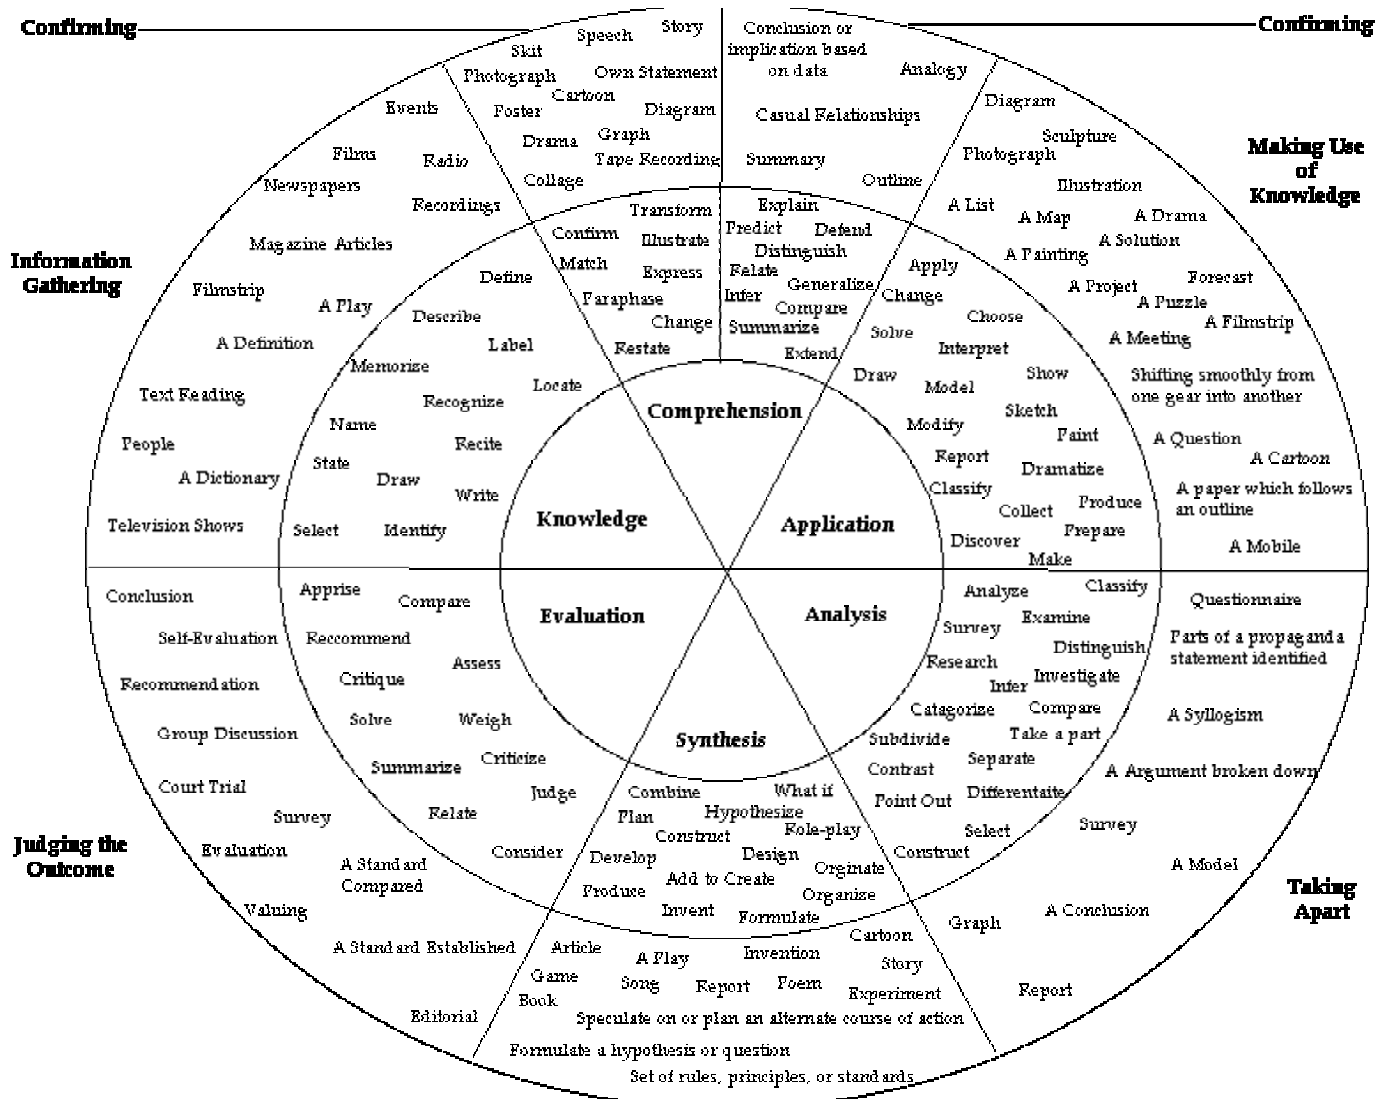 Confirming
Story
Speech
Skit
Photograph
Own Statement
Cartoon
Poster
Diagram
Drama
Graph
Tape Recording
Collage
Conclusion or
implication based
on data
Analogy
Casual Relationships
Summary
Outline
Confirming
Making Use
of
Knowledge
Diagram
Sculpture
Photograph
Illustration
A List
A Map
A Drama
A Solution
A Painting
Forecast
A Project
A Puzzle
A Filmstrip
A Meeting
Shifting smoothly from
one gear into another
A Question
A Cartoon
A paper which follows
an outline
A Mobile
Information
Gathering
Events
Films
Radio
Newspapers
Recordings
Magazine Articles
Filmstrip
A Play
A Definition
Text Reading
People
A Dictionary
Television Shows
Define
Describe
Label
Memorize
Locate
Recognize
Name
Recite
State
Draw
Write
Select
Identify
Transform
Confirm
Illustrate
Match
Express
Paraphase
Change
Restate
Explain
Predict
Defend
Distinguish
Relate
Generalize
Infer
Compare
Summarize
Extend
Apply
Change
Choose
Solve
Interpret
Draw
Show
Model
Sketch
Modify
Paint
Report
Dramatize
Classify
Produce
Collect
Prepare
Discover
Make
Comprehension
Knowledge
Application
Evaluation
Analysis
Synthesis
Conclusion
Self-Evaluation
Recommendation
Group Discussion
Court Trial
Survey
Evaluation
A Standard
Compared
Valuing
A Standard Established
Editorial
Judging the
Outcome
Apprise
Compare
Reccommend
Assess
Critique
Solve
Weigh
Criticize
Summarize
Judge
Relate
Consider
Combine
What if
Plan
Hypothesize
Role-play
Construct
Develop
Design
Orginate
Add to Create
Produce
Organize
Invent
Formulate
Analyze
Classify
Examine
Survey
Distinguish
Research
Investigate
Infer
Catagorize
Compare
Take a part
Subdivide
Separate
Contrast
Point Out
Differentaite
Select
Construct
Questionnaire
Parts of a propaganda
statement identified
A Syllogism
A Argument broken down
Survey
A Model
A Conclusion
Graph
Report
Taking
Apart
Cartoon
Article
Invention
A Play
Story
Game
Song
Report
Poem
Experiment
Book
Speculate on or plan an alternate course of action
Formulate a hypothesis or question
Set of rules, principles, or standards